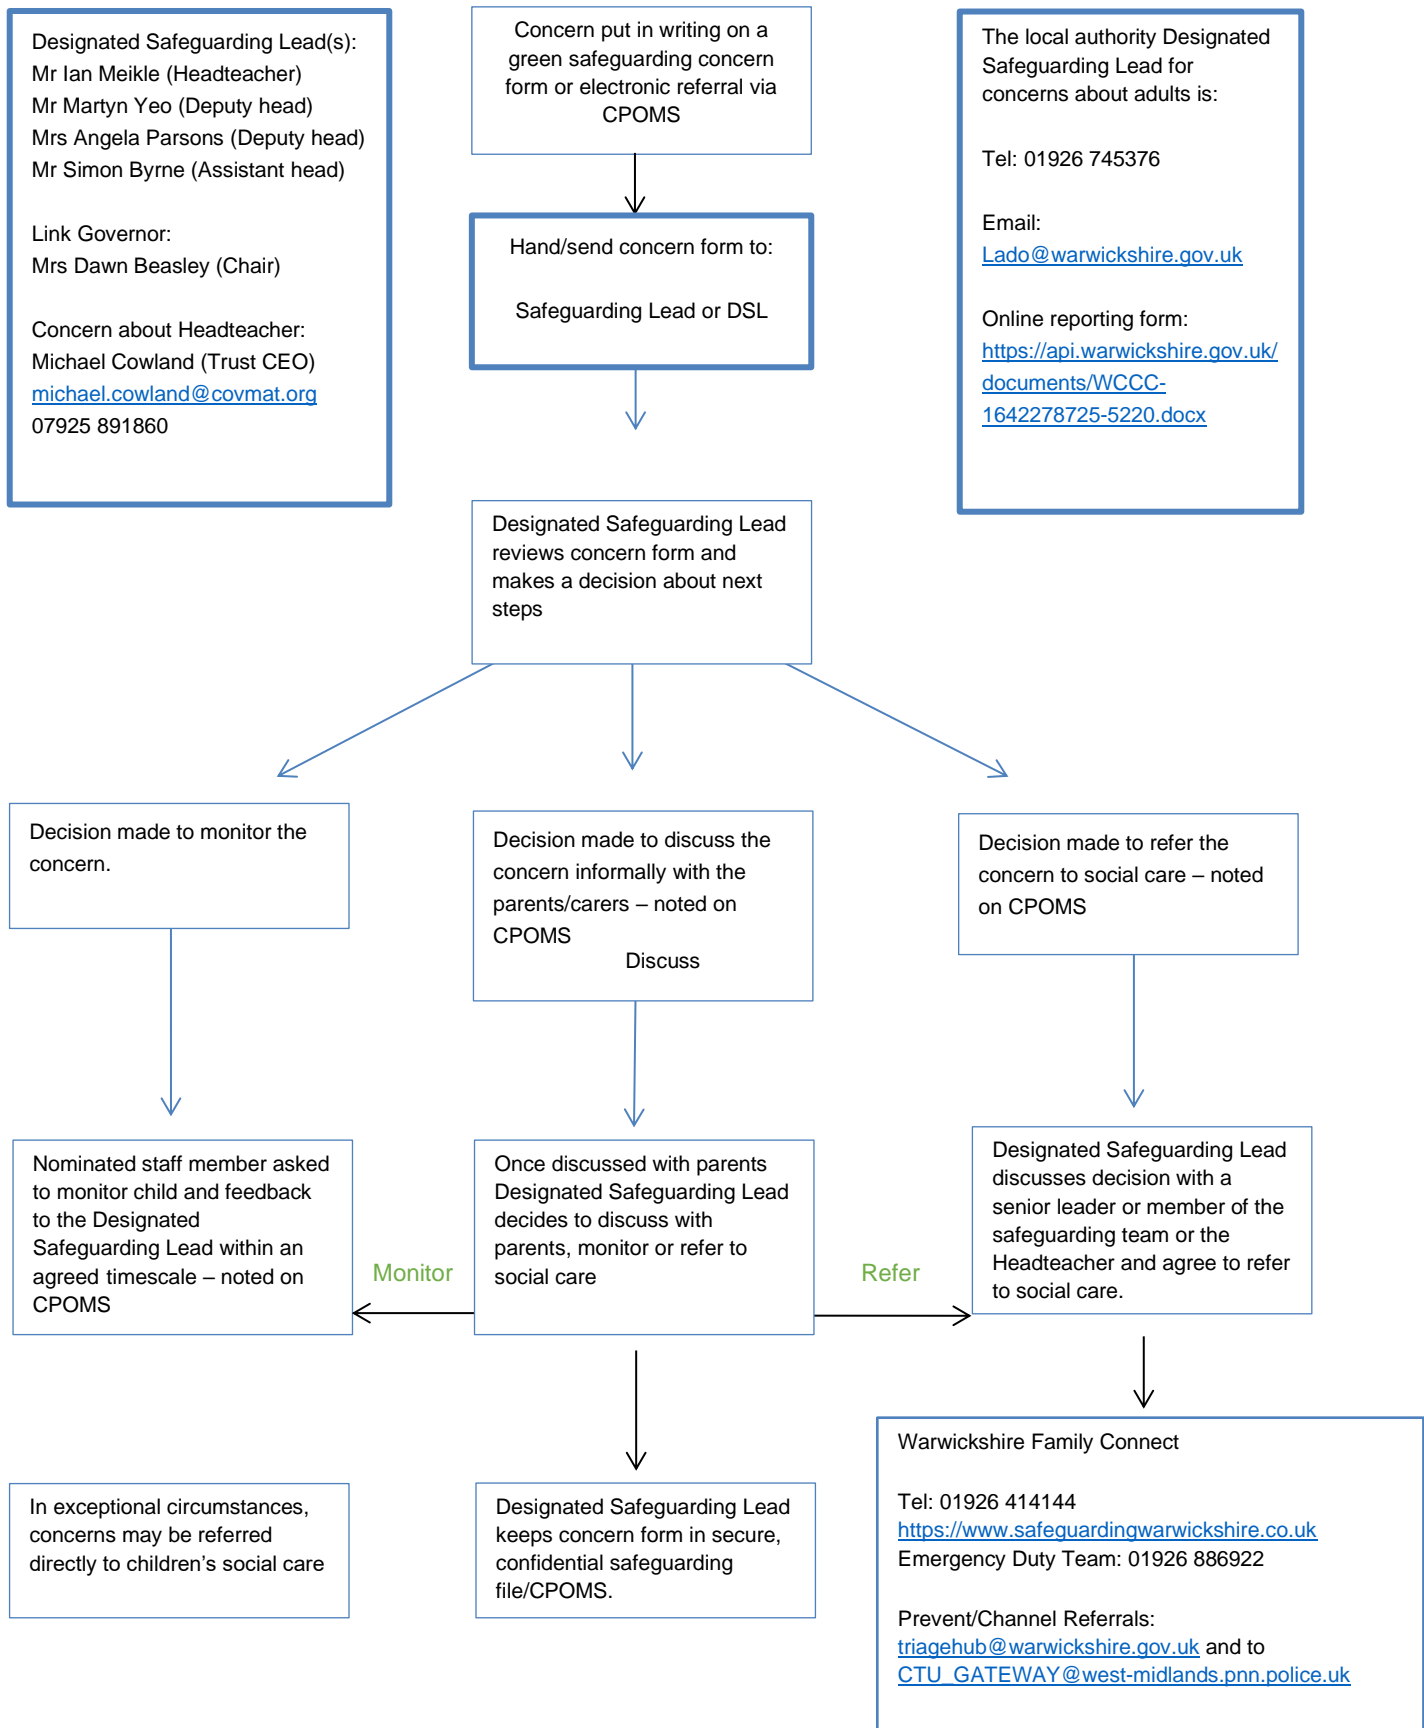 Designated Safeguarding Lead(s):
Mr Ian Meikle (Headteacher)
Mr Martyn Yeo (Deputy head)
Mrs Angela Parsons (Deputy head)
Mr Simon Byrne (Assistant head)
Link Governor:
Mrs Dawn Beasley (Chair)
Concern about Headteacher:
Michael Cowland (Trust CEO)
michael.cowland@covmat.org
07925 891860
Concern put in writing on a
green safeguarding concern
form or electronic referral via
CPOMS
Hand/send concern form to:
Safeguarding Lead or DSL
The local authority Designated
Safeguarding Lead for
concerns about adults is:
Tel: 01926 745376
Email:
Lado@warwickshire.gov.uk
Online reporting form:
https://api.warwickshire.gov.uk/
documents/WCCC-
1642278725-5220.docx
Designated Safeguarding Lead
reviews concern form and
makes a decision about next
steps
Decision made to monitor the
concern.
Decision made to discuss the
concern informally with the
parents/carers – noted on
CPOMS
Discuss
Decision made to refer the
concern to social care – noted
on CPOMS
Nominated staff member asked
to monitor child and feedback
to the Designated
Safeguarding Lead within an
agreed timescale – noted on
CPOMS
Monitor
Once discussed with parents
Designated Safeguarding Lead
decides to discuss with
parents, monitor or refer to
social care
Refer
Designated Safeguarding Lead
discusses decision with a
senior leader or member of the
safeguarding team or the
Headteacher and agree to refer
to social care.
In exceptional circumstances,
concerns may be referred
directly to children’s social care
Designated Safeguarding Lead
keeps concern form in secure,
confidential safeguarding
file/CPOMS.
Warwickshire Family Connect
Tel: 01926 414144
https://www.safeguardingwarwickshire.co.uk
Emergency Duty Team: 01926 886922
Prevent/Channel Referrals:
triagehub@warwickshire.gov.uk and to
CTU_GATEWAY@west-midlands.pnn.police.uk